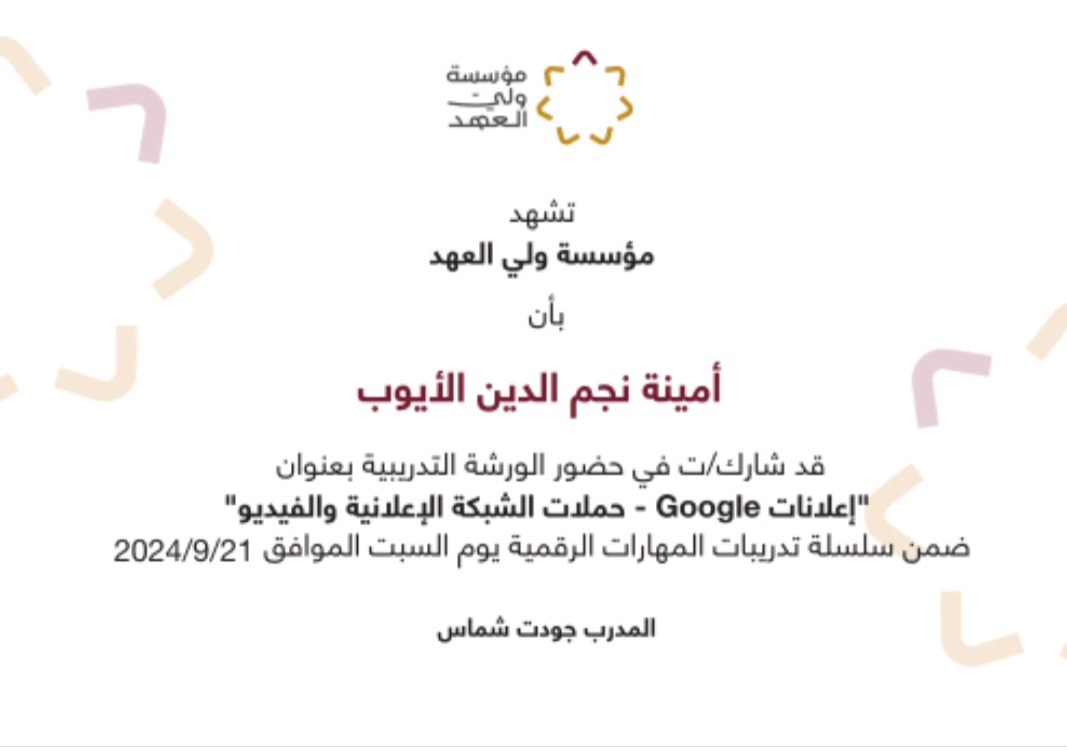 مؤسسة
ولي
العهد
تشهد
مؤسسة ولي العهد
بأن
أمينة نجم الدين الأيوب
قد شارك/ت في حضور الورشة التدريبية بعنوان
"إعلانات Google - حملات الشبكة الإعلانية والفيديو"
ضمن سلسلة تدريبات المهارات الرقمية يوم السبت الموافق 2024/9/21
المدرب جودت شماس